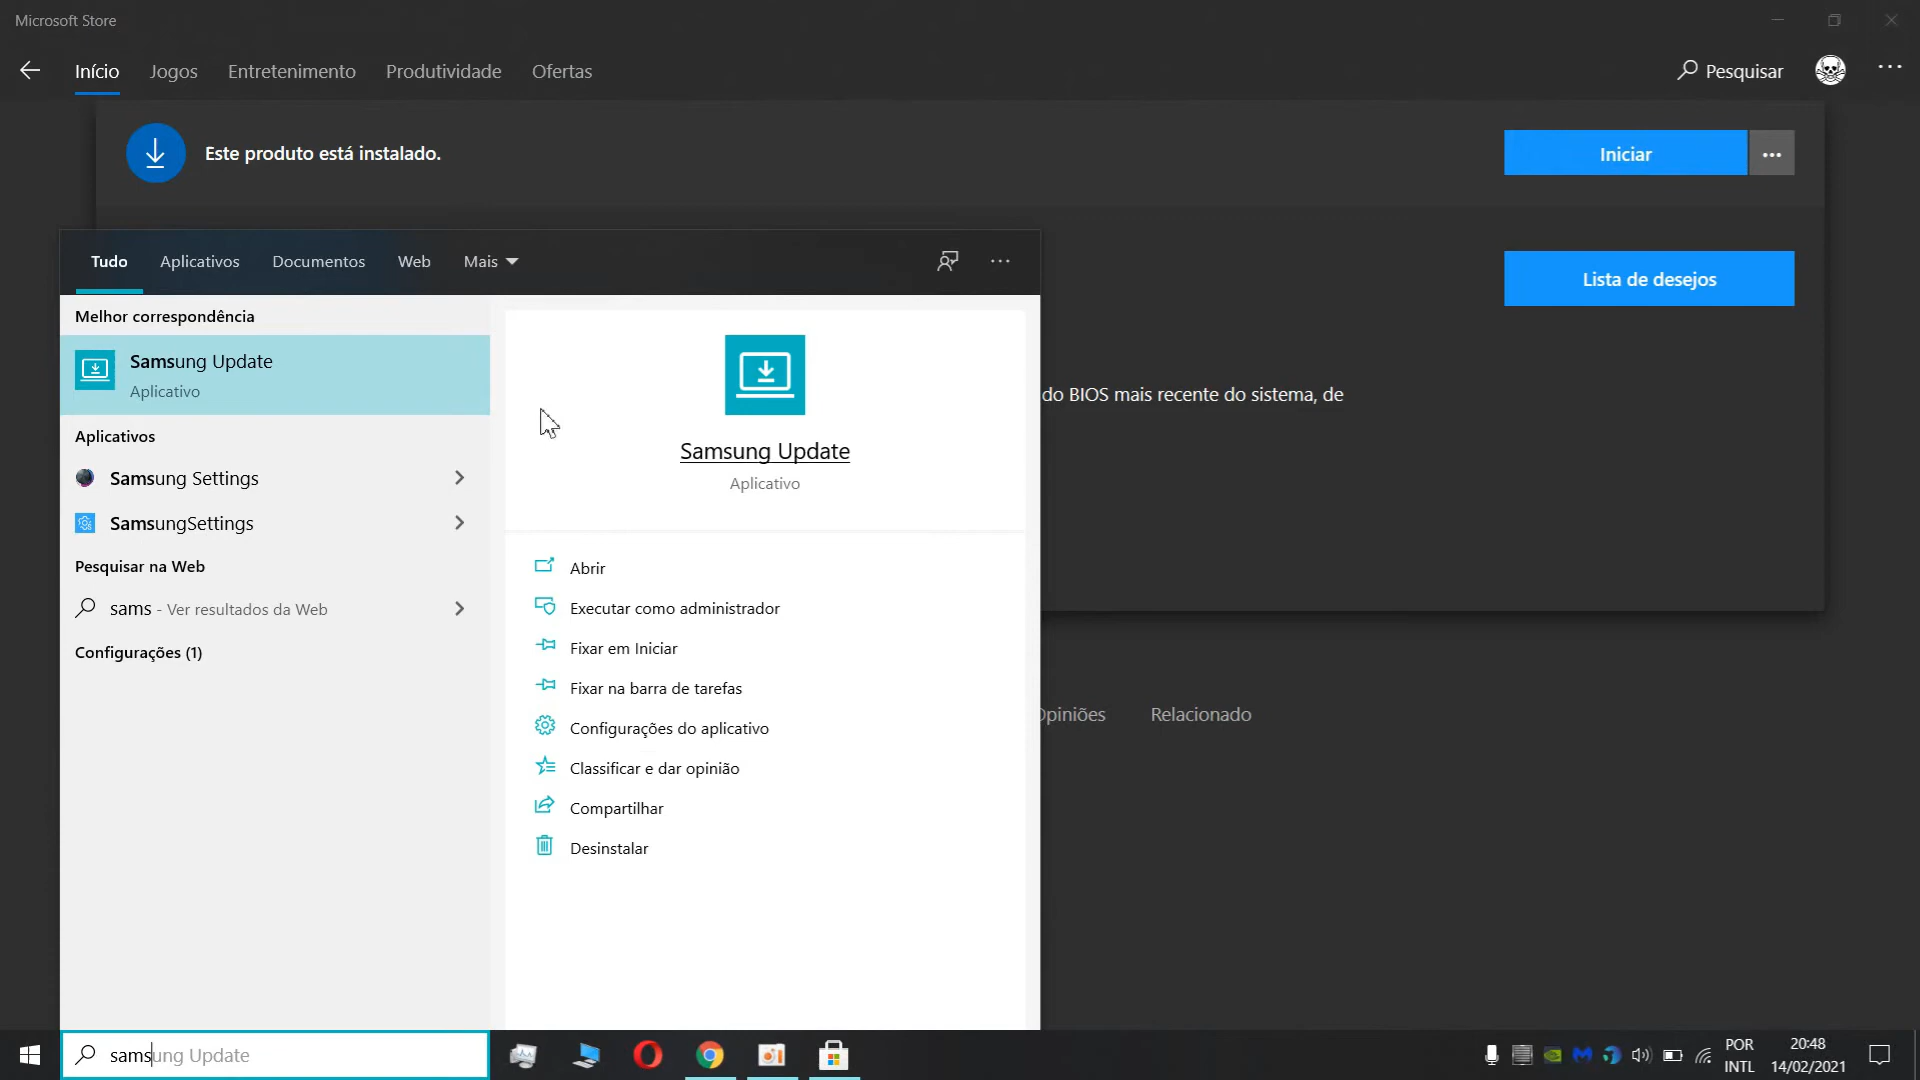 Microsoft Store
Início Jogos Entretenimento Produtividade Ofertas
Pesquisar
Este produto está instalado.
Iniciar
Lista de desejos
do BIOS mais recente do sistema, de
Opiniões Relacionado
Tudo Aplicativos Documentos Web Mais
Melhor correspondência
Samsung Update
Aplicativo
Aplicativos
Samsung Settings
SamsungSettings
Pesquisar na Web
sams - Ver resultados da Web
Configurações (1)
Samsung Update
Aplicativo
Abrir
Executar como administrador
Fixar em Iniciar
Fixar na barra de tarefas
Configurações do aplicativo
Classificar e dar opinião
Compartilhar
Desinstalar
samsung Update
POR
INTL
20:48
14/02/2021